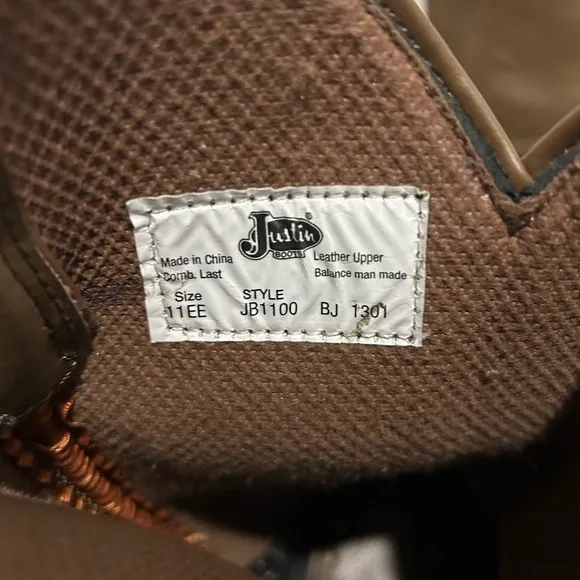 Justin®
BOOTS
Made in China Leather Upper
Comb. Last Balance man made
Size STYLE
11EE JB1100 BJ 1301